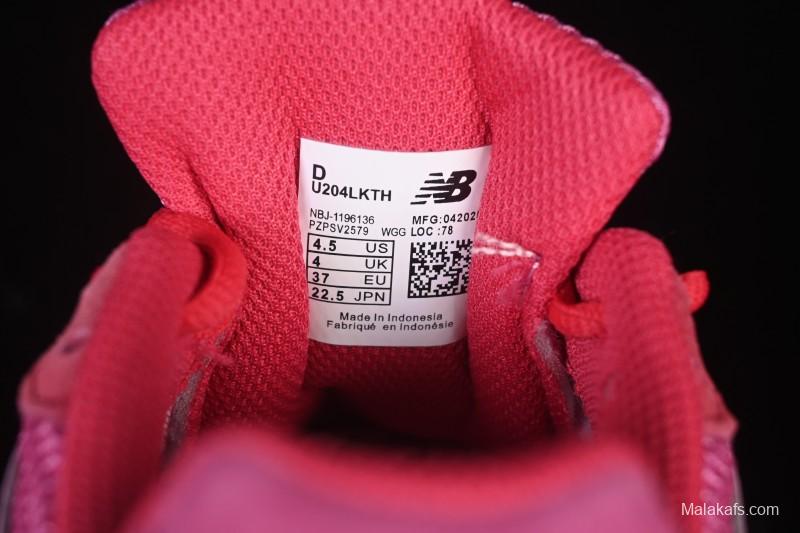 D
U204LKTH
NB
NBJ-1196136
PZPSV2579 WGG
MFG:04202
LOC :78
4.5 US
4 UK
37 EU
22.5 JPN
Made in Indonesia
Fabriqué en indonésie
Malakafs.com